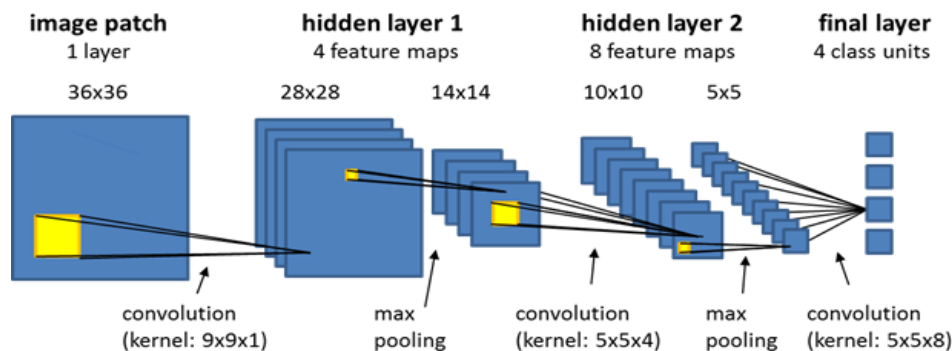 image patch
1 layer
36x36
hidden layer 1
4 feature maps
28x28
14x14
hidden layer 2
8 feature maps
10x10
5x5
final layer
4 class units
convolution
(kernel: 9x9x1)
max
pooling
convolution
(kernel: 5x5x4)
max
pooling
convolution
(kernel: 5x5x8)